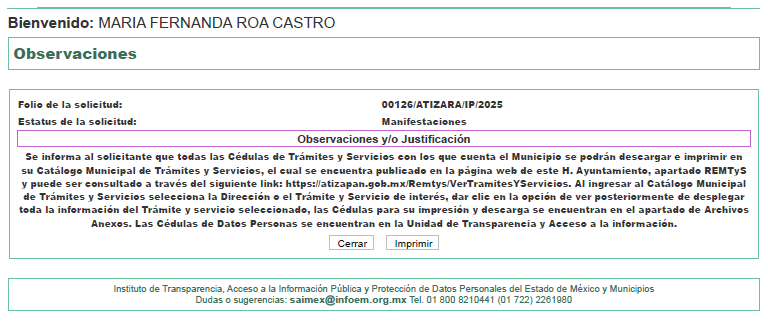 Bienvenido: MARIA FERNANDA ROA CASTRO
Observaciones
Folio de la solicitud: 00126/ATIZARA/IP/2025
Estatus de la solicitud: Manifestaciones
Observaciones y/o Justificación
Se informa al solicitante que todas las Cédulas de Trámites y Servicios con los que cuenta el Municipio se podrán descargar e imprimir en
su Catálogo Municipal de Trámites y Servicios, el cual se encuentra publicado en la página web de este H. Ayuntamiento, apartado REMTyS
y puede ser consultado a través del siguiente link: https://atizapan.gob.mx/Remtys/VerTramitesYServicios. Al ingresar al Catálogo Municipal
de Trámites y Servicios selecciona la Dirección o el Trámite y Servicio de interés, dar clic en la opción de ver posteriormente de desplegar
toda la información del Trámite y servicio seleccionado, las Cédulas para su impresión y descarga se encuentran en el apartado de Archivos
Anexos. Las Cédulas de Datos Personas se encuentran en la Unidad de Transparencia y Acceso a la información.
Cerrar Imprimir
Instituto de Transparencia, Acceso a la Información Pública y Protección de Datos Personales del Estado de México y Municipios
Dudas o sugerencias: saimex@infoem.org.mx Tel. 01 800 8210441 (01 722) 2261980